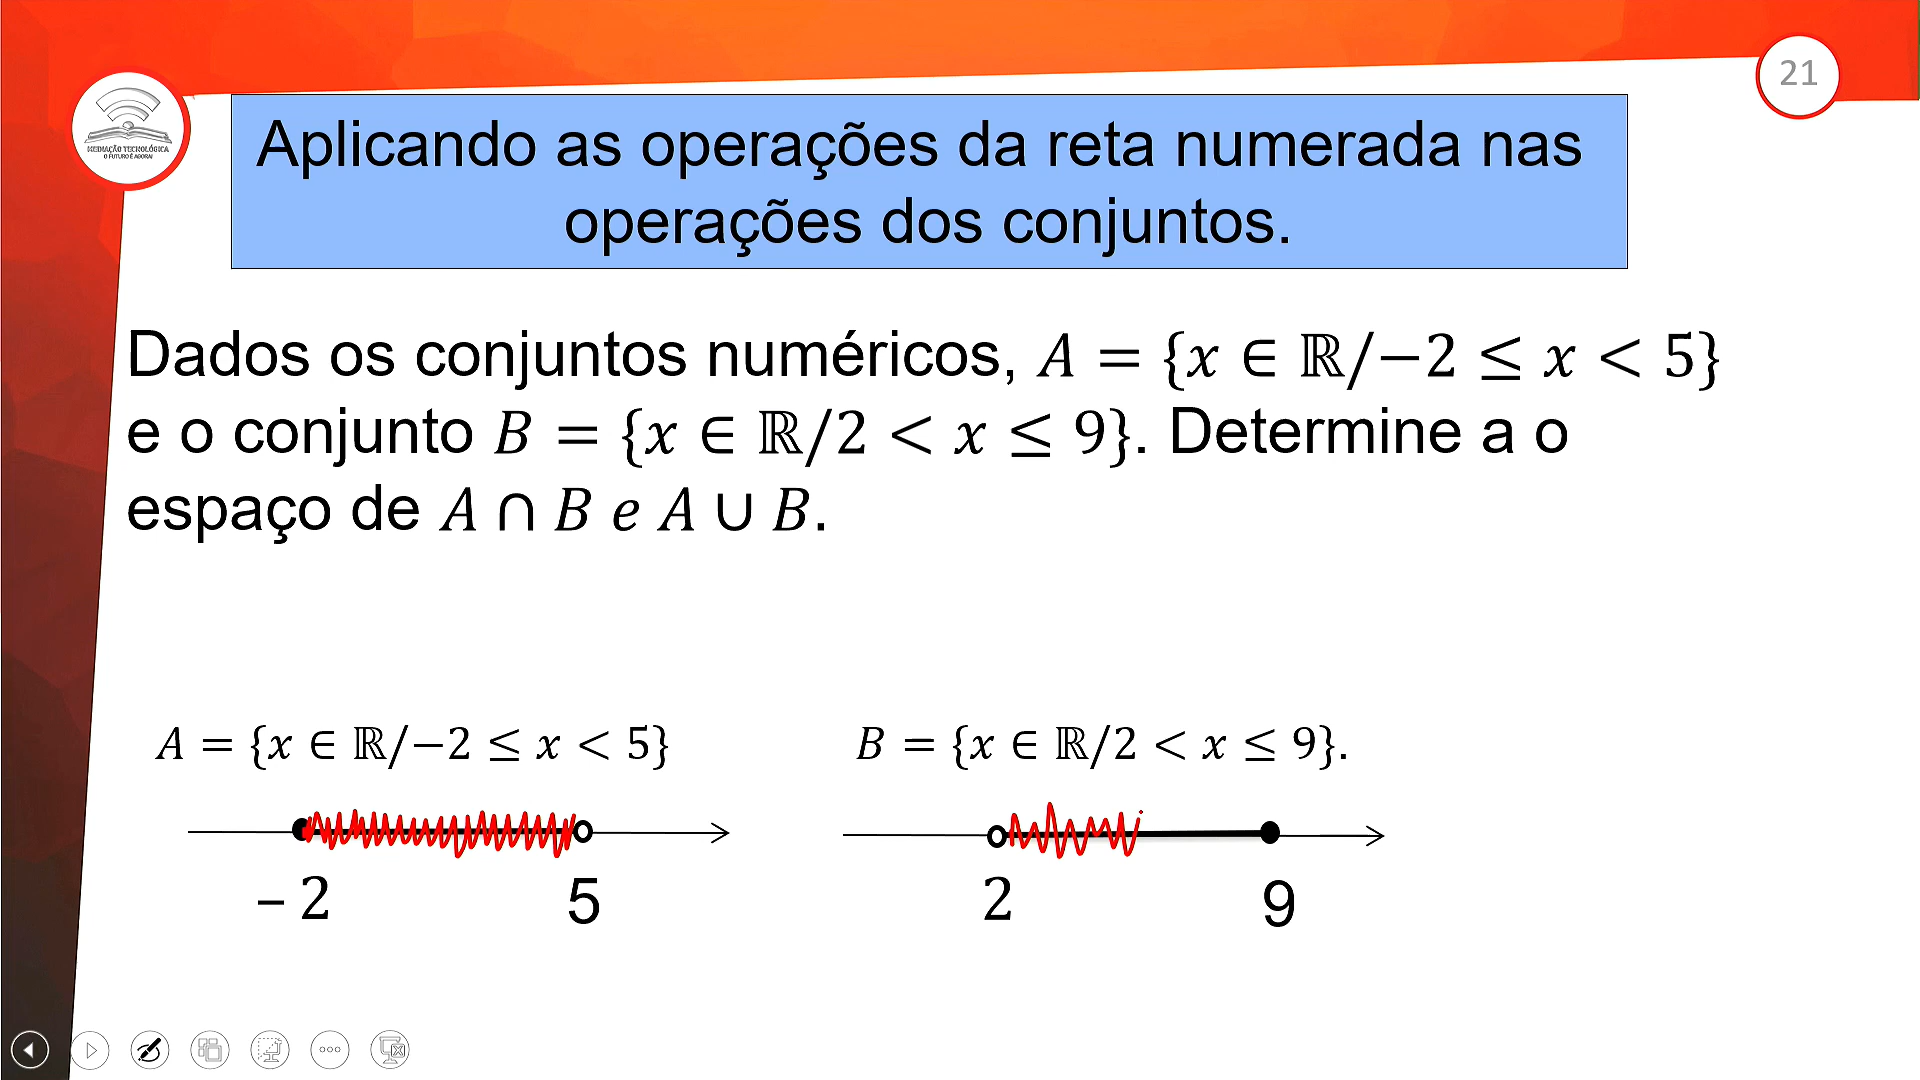 21
MEDIAÇÃO TECNOLÓGICA
O FUTURO É AGORA!
Aplicando as operações da reta numerada nas
operações dos conjuntos.
Dados os conjuntos numéricos, A = {x ∈ ℝ/−2 ≤ x < 5}
e o conjunto B = {x ∈ ℝ/2 < x ≤ 9}. Determine a o
espaço de A ∩ B e A ∪ B.
A = {x ∈ ℝ/−2 ≤ x < 5}
B = {x ∈ ℝ/2 < x ≤ 9}.
– 2 5
2 9